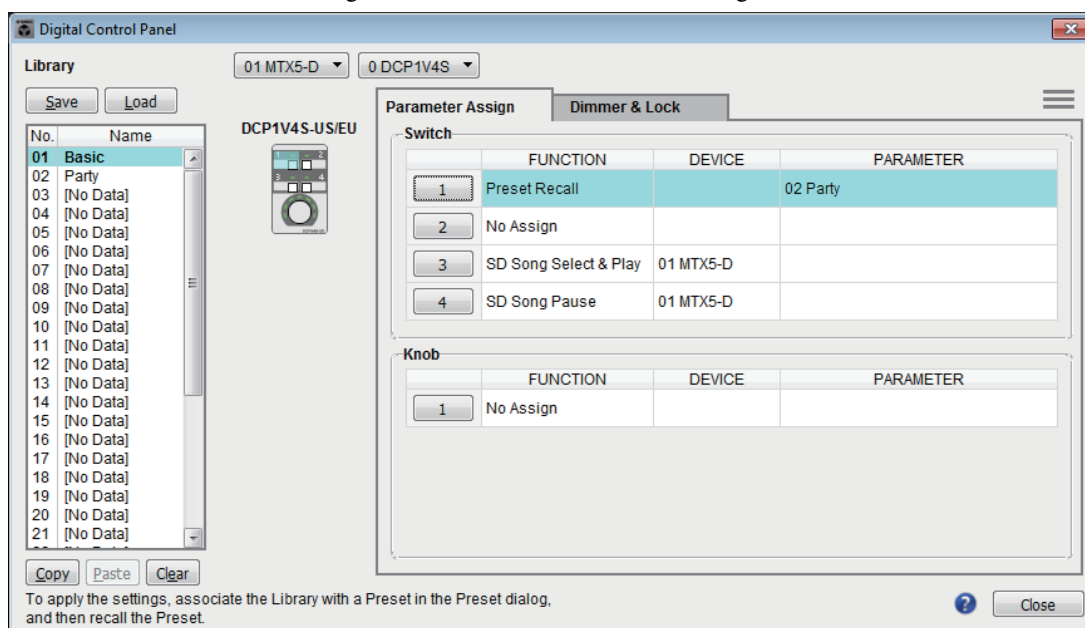 Digital Control Panel
Library
01 MTX5-D
0 DCP1V4S
Save
Load
No. Name
01 Basic
02 Party
03 [No Data]
04 [No Data]
05 [No Data]
06 [No Data]
07 [No Data]
08 [No Data]
09 [No Data]
10 [No Data]
11 [No Data]
12 [No Data]
13 [No Data]
14 [No Data]
15 [No Data]
16 [No Data]
17 [No Data]
18 [No Data]
19 [No Data]
20 [No Data]
21 [No Data]
Copy
Paste
Clear
DCP1V4S-US/EU
1 2
3 4
Parameter Assign
Dimmer & Lock
Switch
FUNCTION DEVICE PARAMETER
1 Preset Recall 02 Party
2 No Assign
3 SD Song Select & Play 01 MTX5-D
4 SD Song Pause 01 MTX5-D
Knob
FUNCTION DEVICE PARAMETER
1 No Assign
To apply the settings, associate the Library with a Preset in the Preset dialog,
and then recall the Preset.
Close